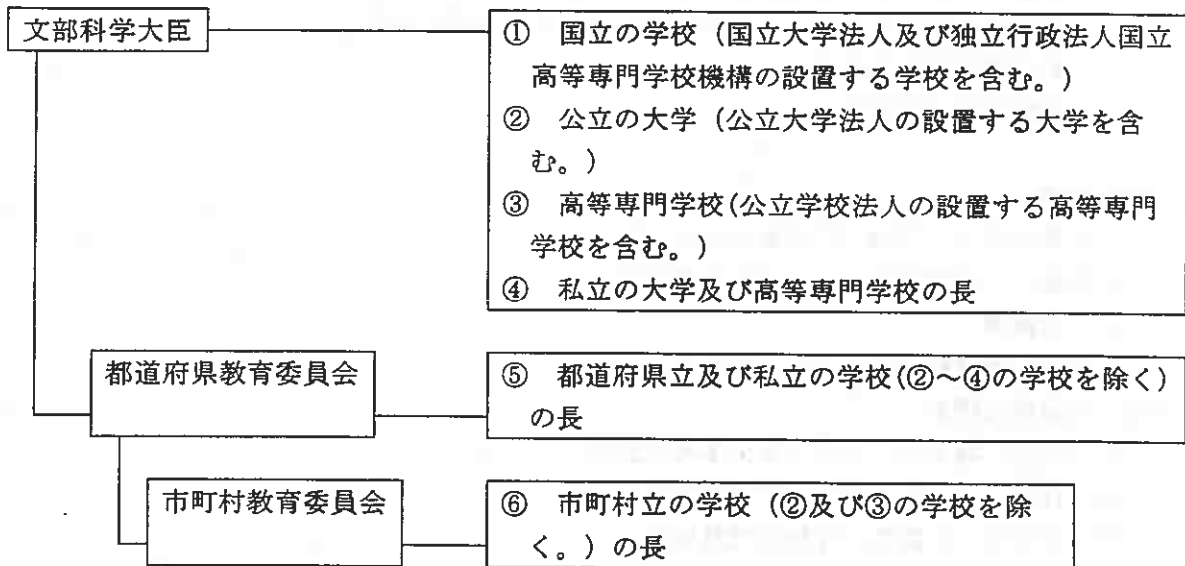 文部科学大臣
① 国立の学校（国立大学法人及び独立行政法人国立
高等専門学校機構の設置する学校を含む。）
② 公立の大学（公立大学法人の設置する大学を含
む。）
③ 高等専門学校(公立学校法人の設置する高等専門
学校を含む。)
④ 私立の大学及び高等専門学校の長
都道府県教育委員会
⑤ 都道府県立及び私立の学校(②～④の学校を除く)
の長
市町村教育委員会
⑥ 市町村立の学校（②及び③の学校を除
く。）の長